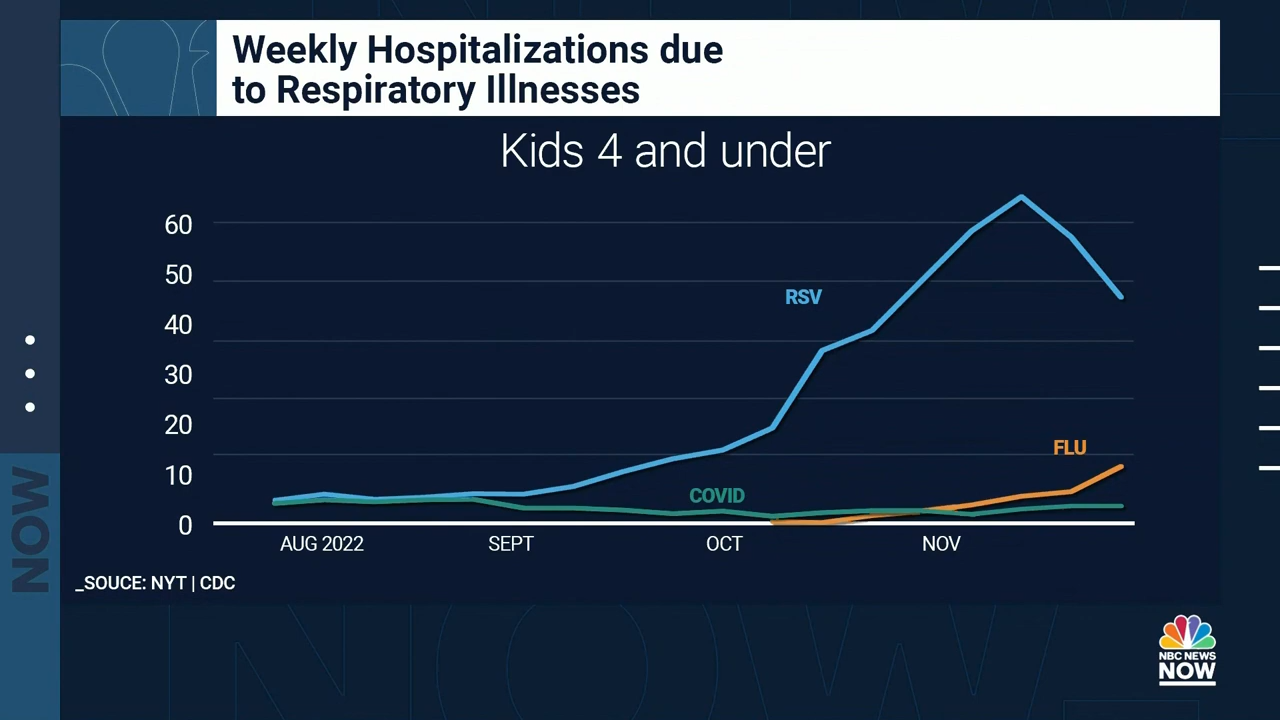 Weekly Hospitalizations due
to Respiratory Illnesses
Kids 4 and under
60
50
40
30
20
10
0
RSV
FLU
COVID
AUG 2022
SEPT
OCT
NOV
_SOUCE: NYT | CDC
NOW
NBC NEWS
NOW